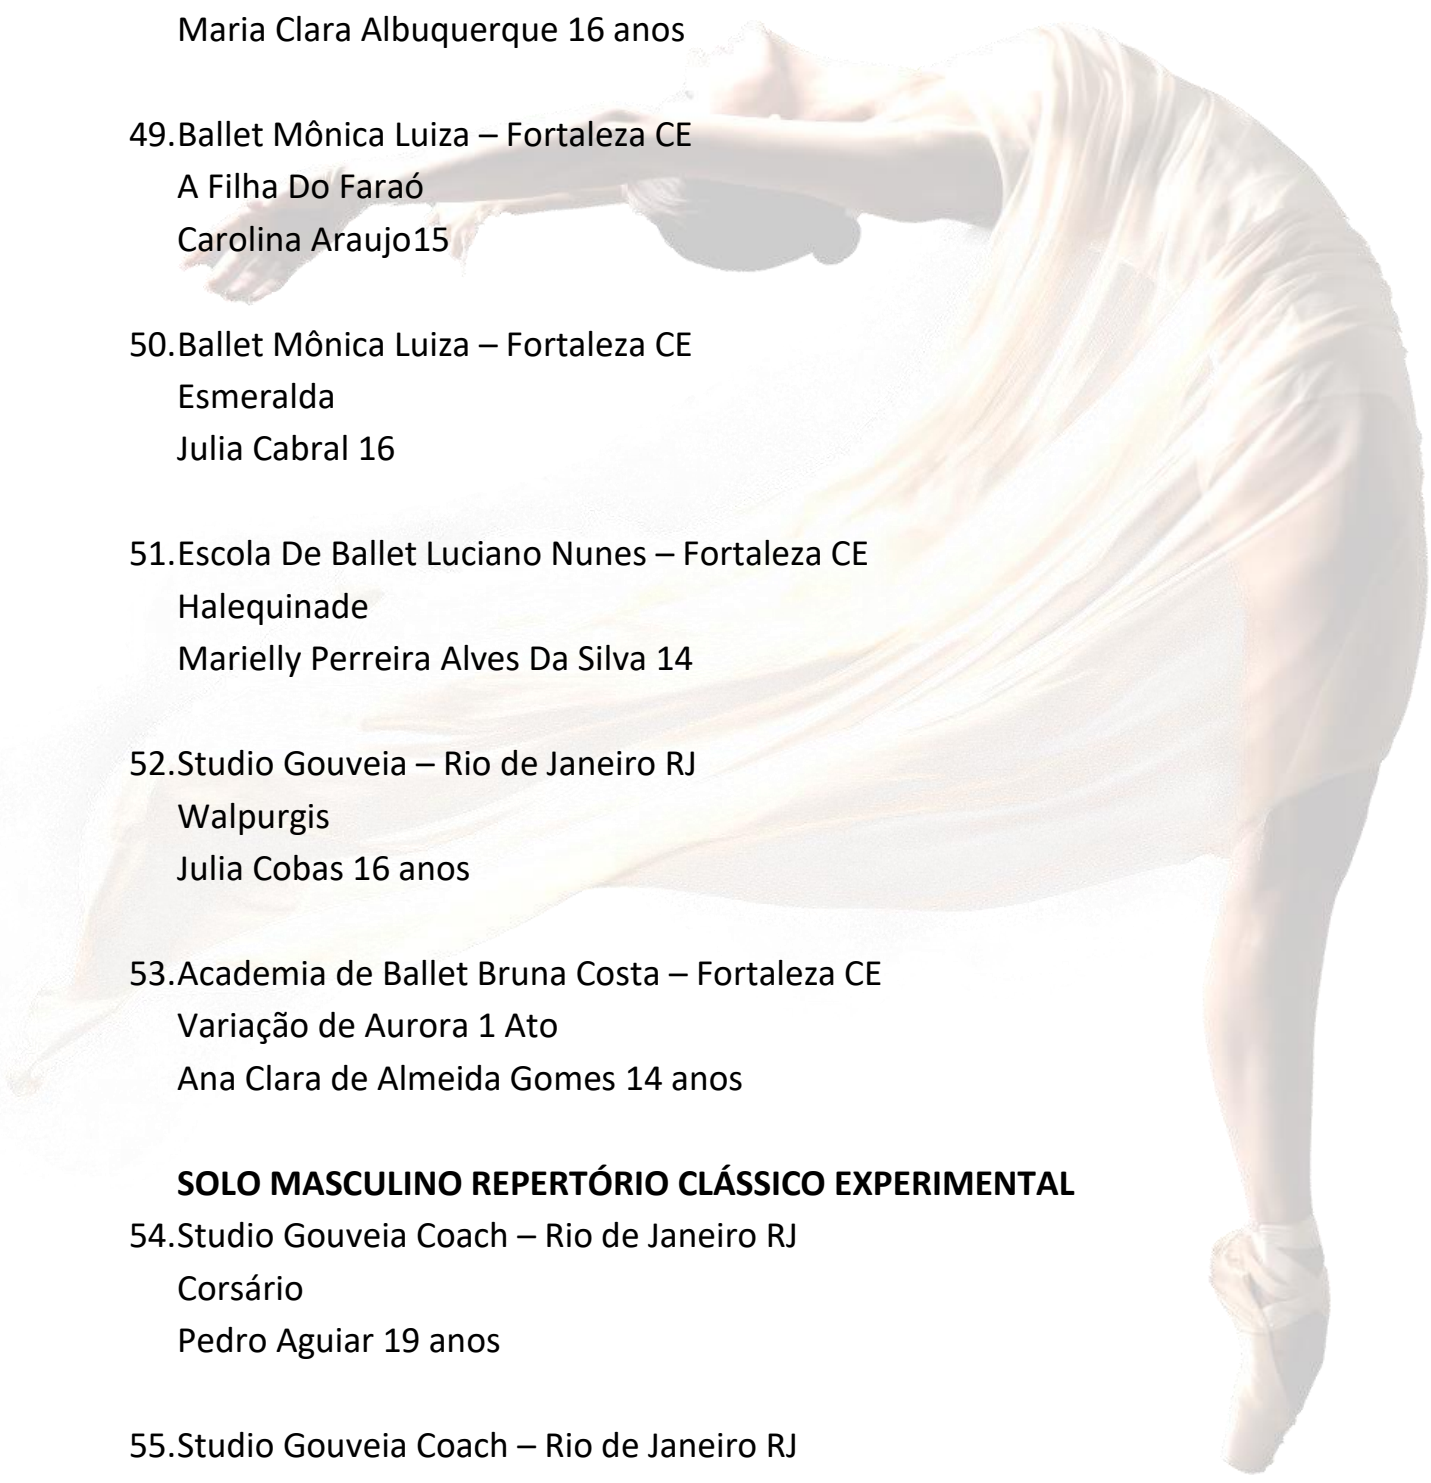 Maria Clara Albuquerque 16 anos
49.Ballet Mônica Luiza – Fortaleza CE
A Filha Do Faraó
Carolina Araujo15
50.Ballet Mônica Luiza – Fortaleza CE
Esmeralda
Julia Cabral 16
51.Escola De Ballet Luciano Nunes – Fortaleza CE
Halequinade
Marielly Perreira Alves Da Silva 14
52.Studio Gouveia – Rio de Janeiro RJ
Walpurgis
Julia Cobas 16 anos
53.Academia de Ballet Bruna Costa – Fortaleza CE
Variação de Aurora 1 Ato
Ana Clara de Almeida Gomes 14 anos
SOLO MASCULINO REPERTÓRIO CLÁSSICO EXPERIMENTAL
54.Studio Gouveia Coach – Rio de Janeiro RJ
Corsário
Pedro Aguiar 19 anos
55.Studio Gouveia Coach – Rio de Janeiro RJ